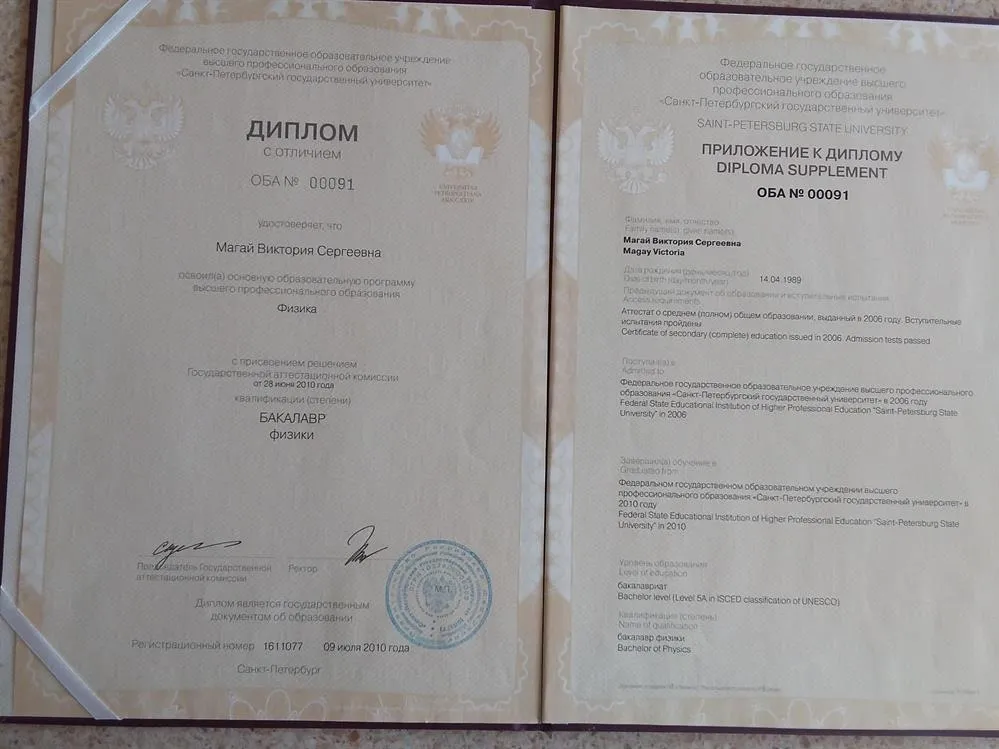 Федеральное государственное образовательное учреждение
высшего профессионального образования
«Санкт-Петербургский государственный университет»
ДИПЛОМ
С ОТЛИЧИЕМ
ОБА № 00091
UNIVERSITAS
PETROPOLITANA
удостоверяет, что
Магай Виктория Сергеевна
освоил(а) основную образовательную программу
высшего профессионального образования
Физика
с присвоением решением
Государственной аттестационной комиссии
от 28 июня 2010 года
квалификации (степени)
БАКАЛАВР
физики
Председатель Государственной
аттестационной комиссии
Ректор
М.П.
Диплом является государственным
документом об образовании
Регистрационный номер 1611077 09 июля 2010 года
Санкт-Петербург
Федеральное государственное
образовательное учреждение высшего
профессионального образования
«Санкт-Петербургский государственный университет»
SAINT-PETERSBURG STATE UNIVERSITY
ПРИЛОЖЕНИЕ К ДИПЛОМУ
DIPLOMA SUPPLEMENT
ОБА № 00091
Фамилия, имя, отчество
Family name(s), given name(s)
Магай Виктория Сергеевна
Magay Victoria
Дата рождения (день/месяц/год)
Date of birth (day/month/year)
14.04.1989
Предыдущий документ об образовании и вступительные испытания
Access requirements
Аттестат о среднем (полном) общем образовании, выданный в 2006 году. Вступительные
испытания пройдены
Certificate of secondary (complete) education issued in 2006. Admission tests passed
Поступил(а) в
Admitted to
Федеральное государственное образовательное учреждение высшего профессионального
образования «Санкт-Петербургский государственный университет» в 2006 году
Federal State Educational Institution of Higher Professional Education "Saint-Petersburg State
University" in 2006
Завершил(а) обучение в
Graduated from
Федеральном государственном образовательном учреждении высшего
профессионального образования «Санкт-Петербургский государственный университет» в
2010 году
Federal State Educational Institution of Higher Professional Education "Saint-Petersburg State
University" in 2010
Уровень образования
Level of education
бакалавриат
Bachelor level (Level 5A in ISCED classification of UNESCO)
Квалификация (степень)
Name of qualification
бакалавр физики
Bachelor of Physics